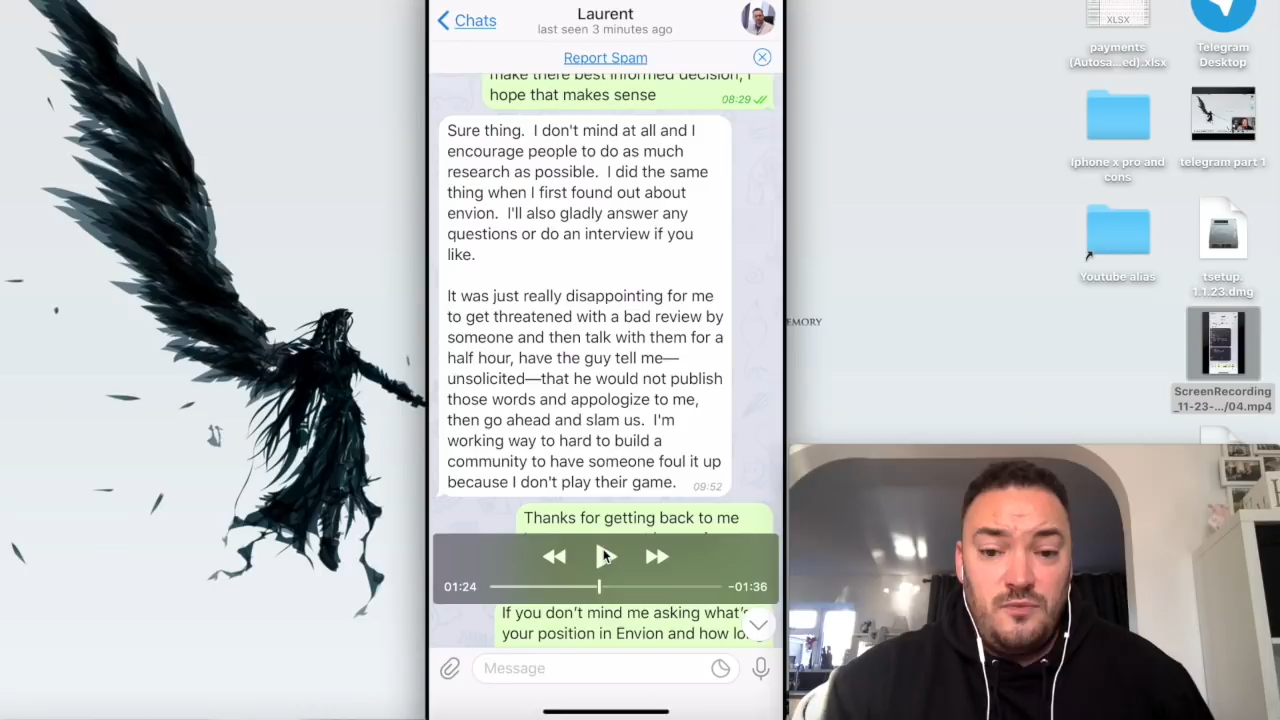 Chats
Laurent
last seen 3 minutes ago
Report Spam
make there best informed decision, I
hope that makes sense
08:29
Sure thing.  I don't mind at all and I
encourage people to do as much
research as possible.  I did the same
thing when I first found out about
envion.  I'll also gladly answer any
questions or do an interview if you
like.
It was just really disappointing for me
to get threatened with a bad review by
someone and then talk with them for a
half hour, have the guy tell me—
unsolicited—that he would not publish
those words and appologize to me,
then go ahead and slam us.  I'm
working way to hard to build a
community to have someone foul it up
because I don't play their game.
09:52
Thanks for getting back to me
01:24
−01:36
If you don't mind me asking what's
your position in Envion and how lo
Message
EMORY
XLSX
payments
(Autosa...ed).xlsx
Telegram
Desktop
Iphone x pro and
cons
telegram part 1
Youtube alias
tsetup.
1.1.23.dmg
ScreenRecording
_11-23-.../04.mp4